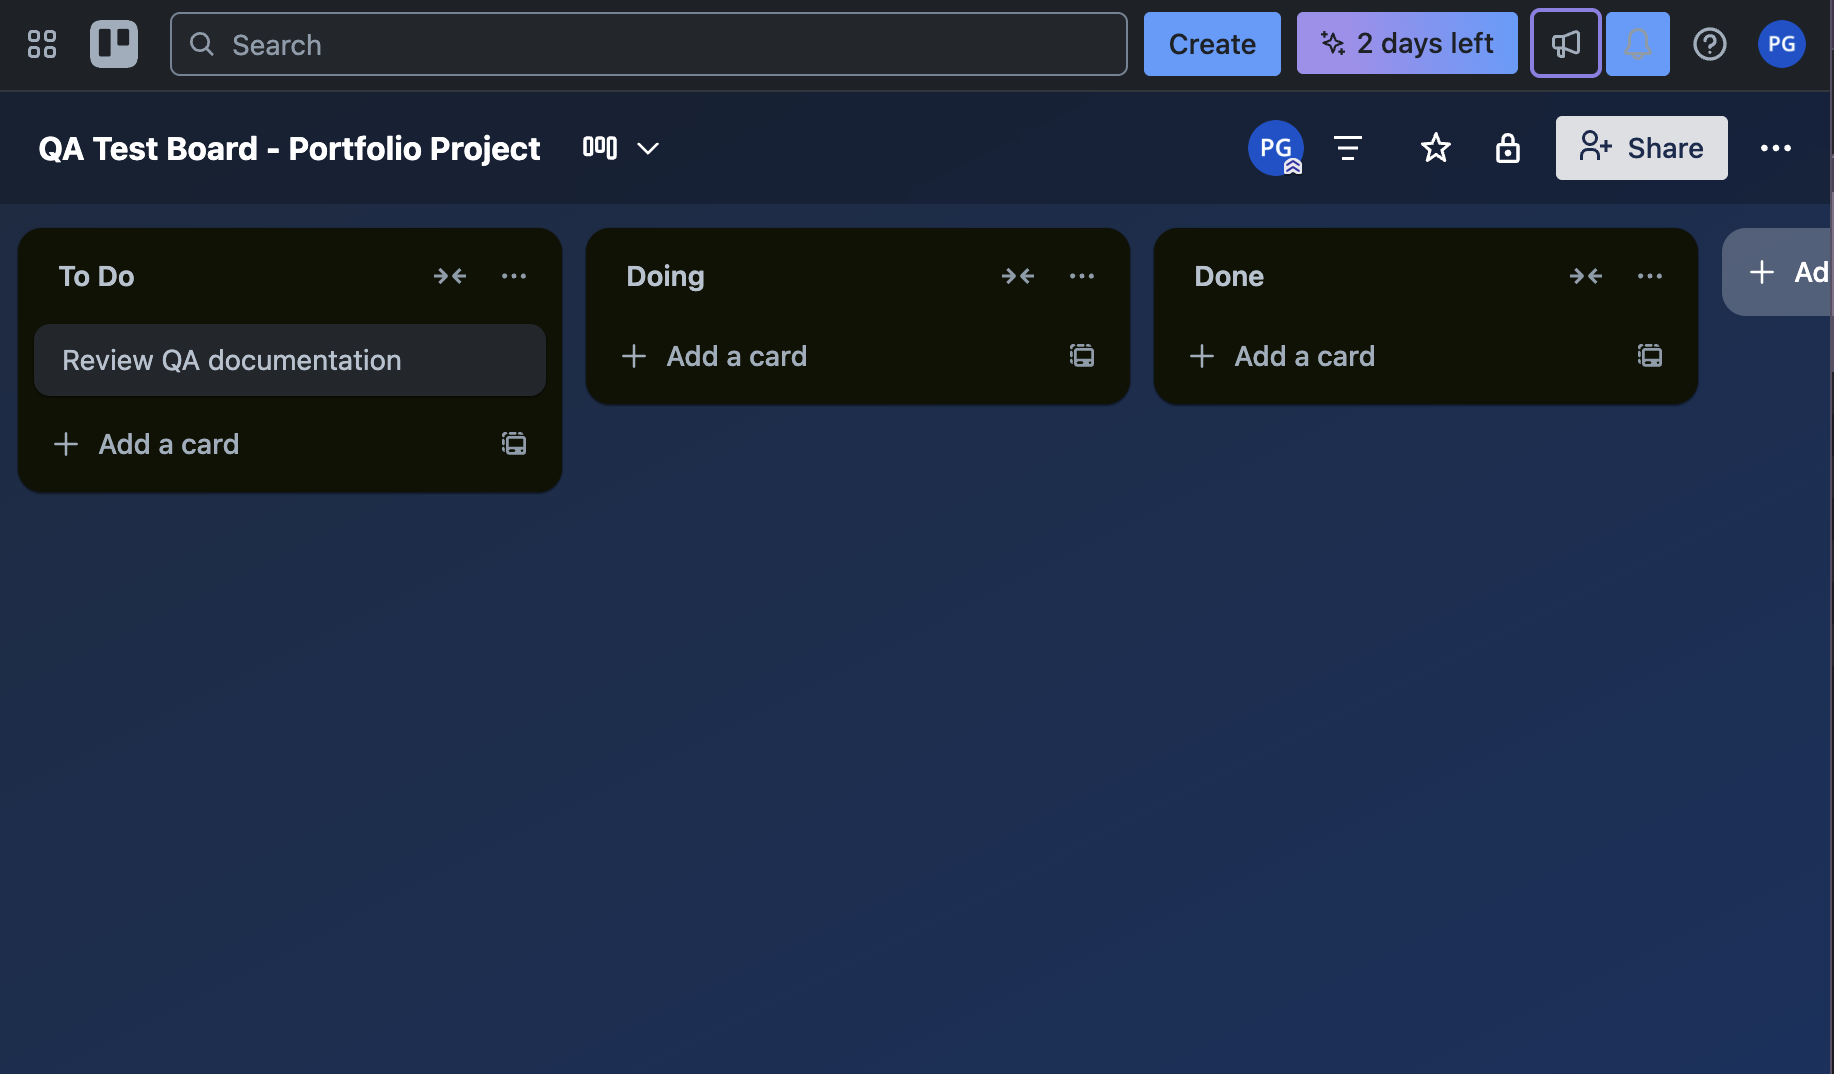 Search
Create
2 days left
PG
QA Test Board - Portfolio Project
PG
Share
To Do
Review QA documentation
Add a card
Doing
Add a card
Done
Add a card
Ad